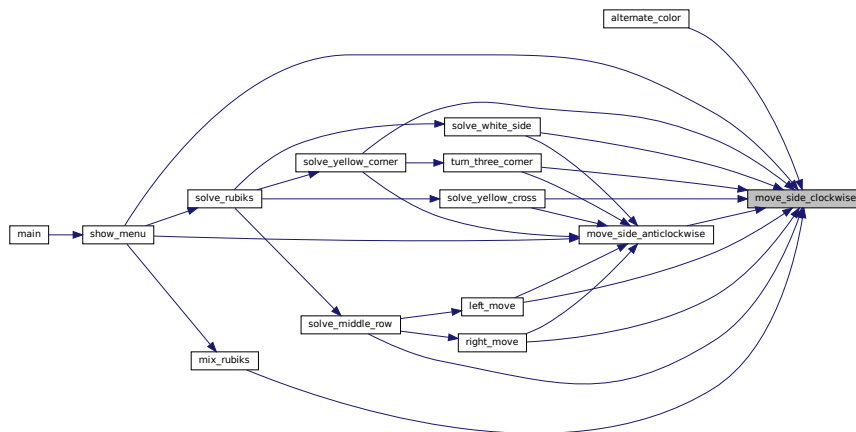 alternate_color
solve_white_side
solve_yellow_corner
turn_three_corner
solve_rubiks
solve_yellow_cross
move_side_clockwise
main
show_menu
move_side_anticlockwise
left_move
solve_middle_row
right_move
mix_rubiks